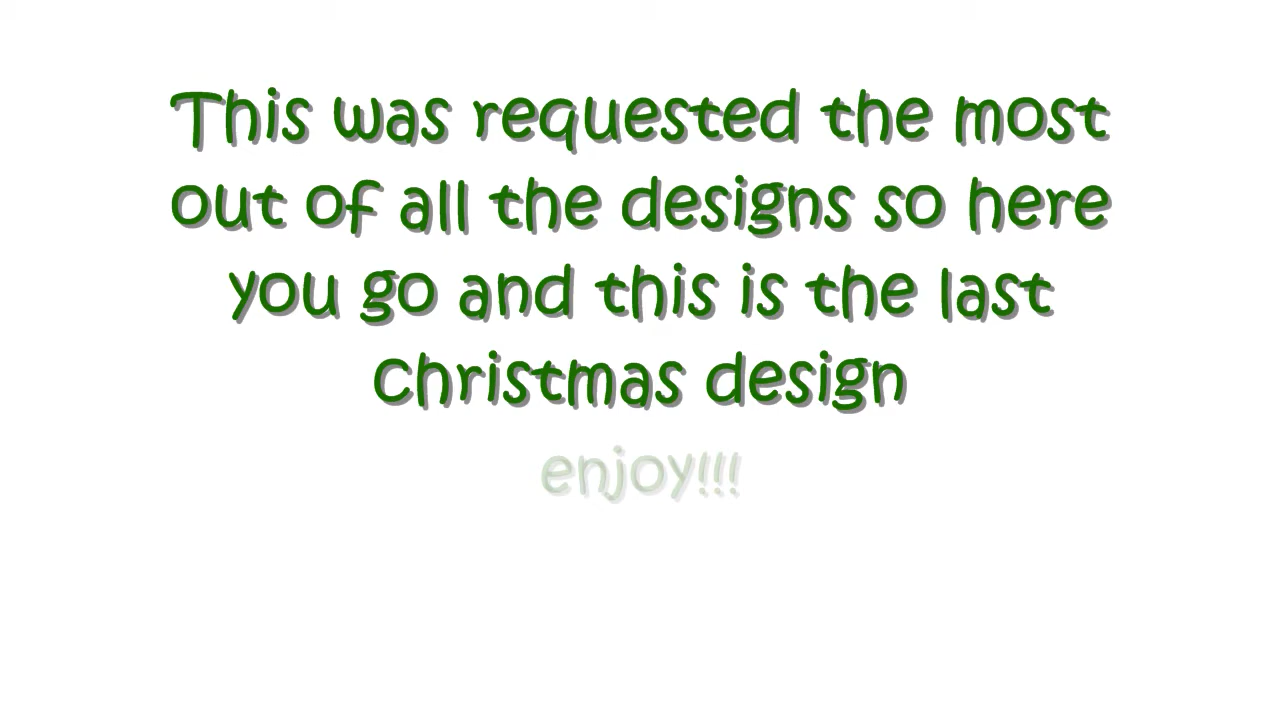 This was requested the most
out of all the designs so here
you go and this is the last
christmas design
enjoy!!!